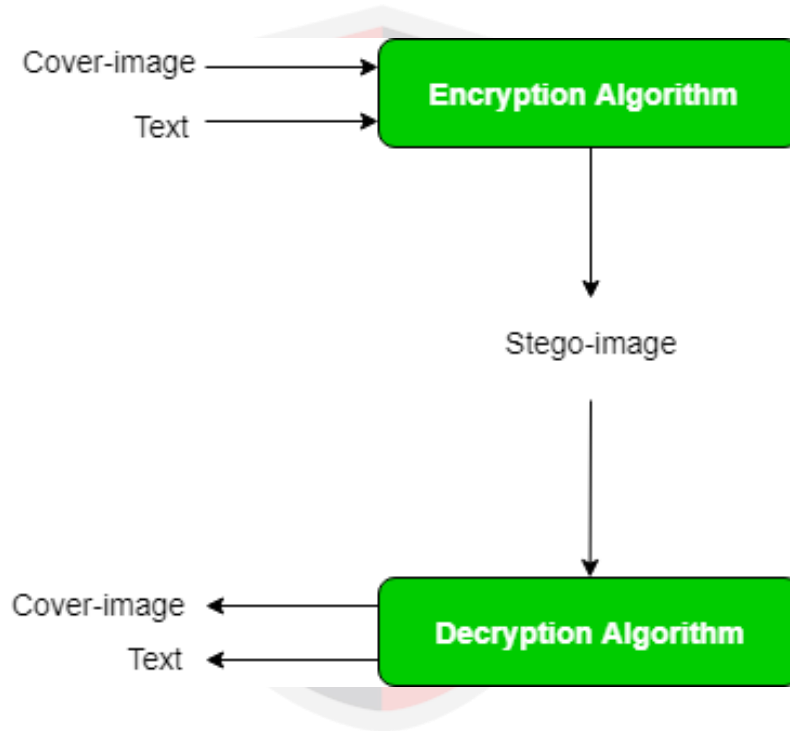 Cover-image
Encryption Algorithm
Text
Stego-image
Cover-image
Decryption Algorithm
Text